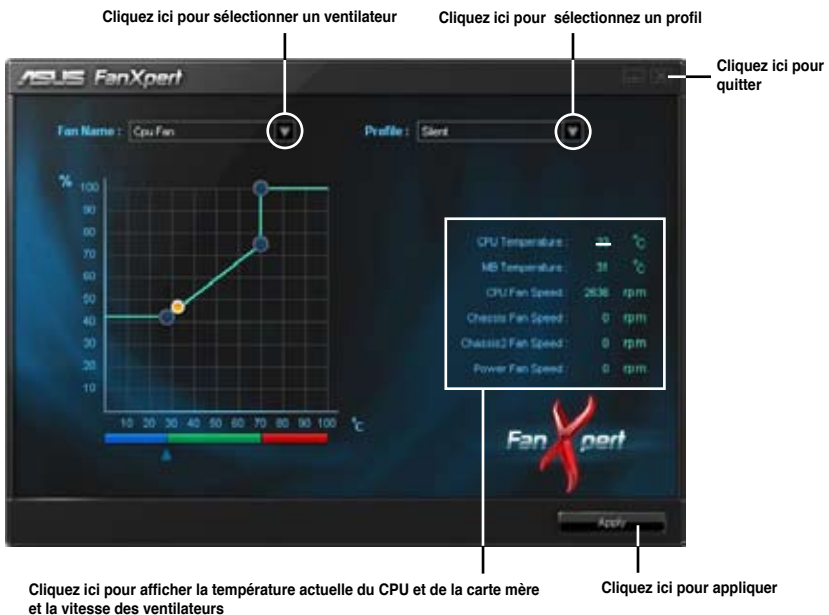 Cliquez ici pour sélectionner un ventilateur
Cliquez ici pour sélectionnez un profil
Cliquez ici pour
quitter
ASUS FanXpert
Fan Name : Cpu Fan
Profile : Silent
%
100
90
80
70
60
50
40
30
20
10
10 20 30 40 50 60 70 80 90 100 °C
CPU Temperature : °C
MB Temperature : 31 °C
CPU Fan Speed : 2636 rpm
Chassis Fan Speed : 0 rpm
Chassis2 Fan Speed : 0 rpm
Power Fan Speed : 0 rpm
Fan Xpert
Apply
Cliquez ici pour afficher la température actuelle du CPU et de la carte mère
et la vitesse des ventilateurs
Cliquez ici pour appliquer